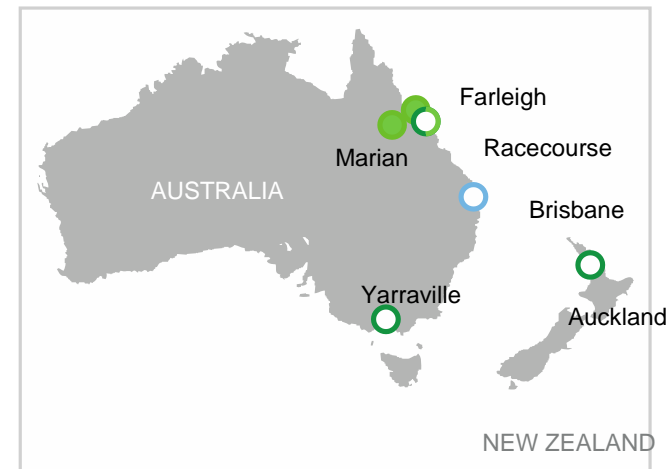 Farleigh
Racecourse
Marian
AUSTRALIA
Brisbane
Yarraville
Auckland
NEW ZEALAND